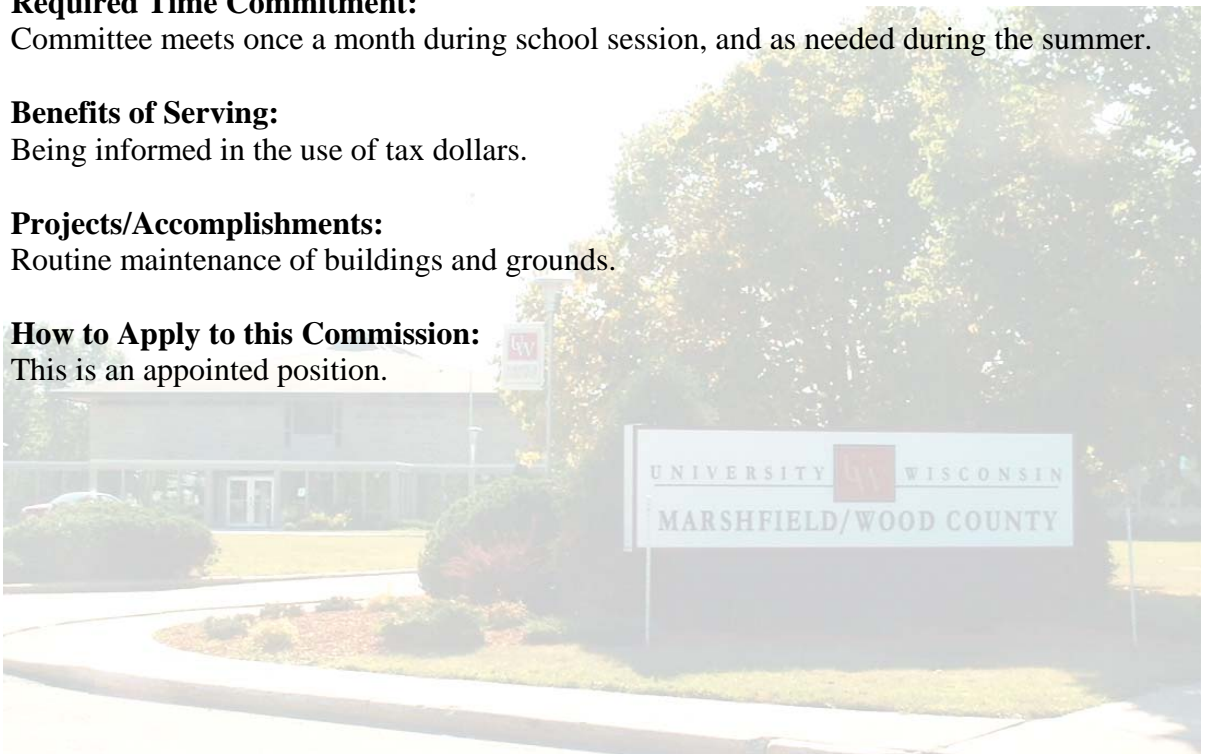 Required Time Commitment:
Committee meets once a month during school session, and as needed during the summer.
Benefits of Serving:
Being informed in the use of tax dollars.
Projects/Accomplishments:
Routine maintenance of buildings and grounds.
How to Apply to this Commission:
This is an appointed position.
UW
UNIVERSITY UW WISCONSIN
MARSHFIELD/WOOD COUNTY